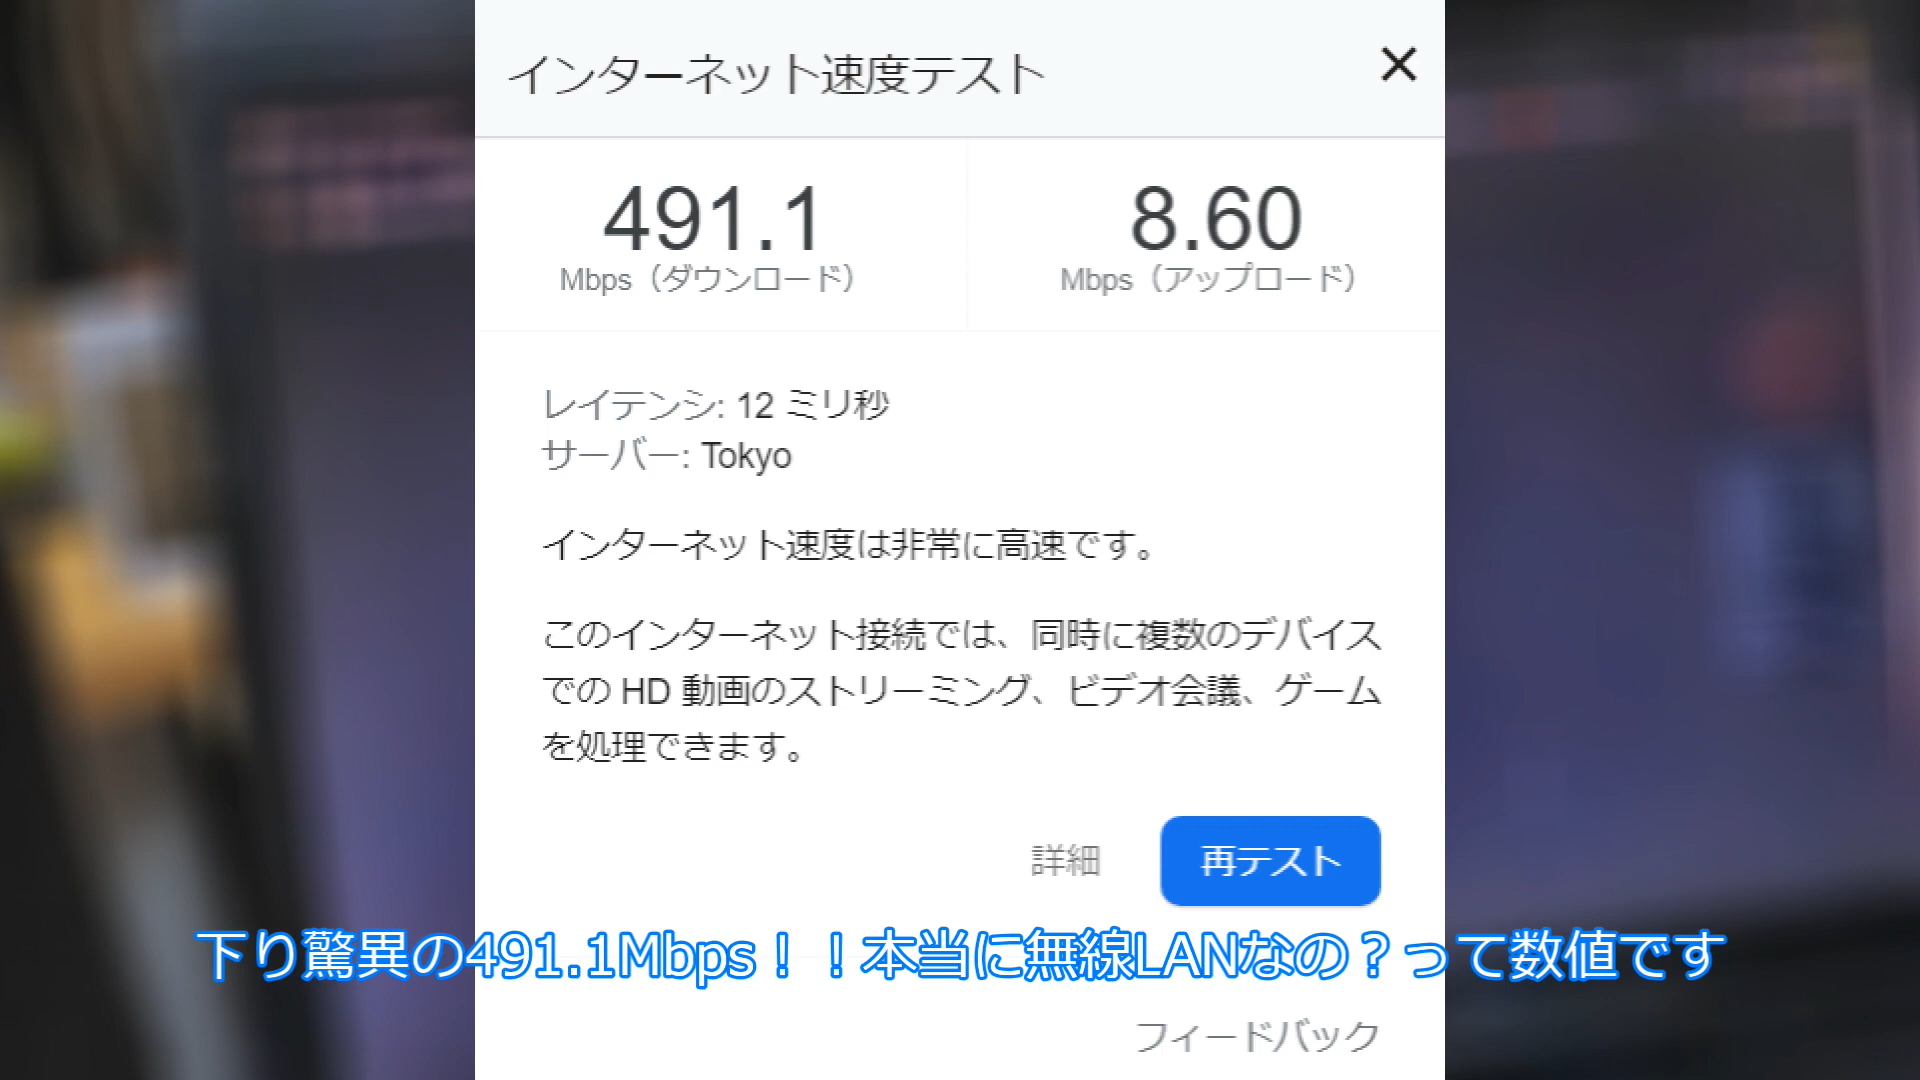 インターネット速度テスト
491.1
Mbps（ダウンロード）
8.60
Mbps（アップロード）
レイテンシ: 12 ミリ秒
サーバー: Tokyo
インターネット速度は非常に高速です。
このインターネット接続では、同時に複数のデバイス
での HD 動画のストリーミング、ビデオ会議、ゲーム
を処理できます。
詳細
再テスト
下り驚異の491.1Mbps！！本当に無線LANなの？って数値です
フィードバック